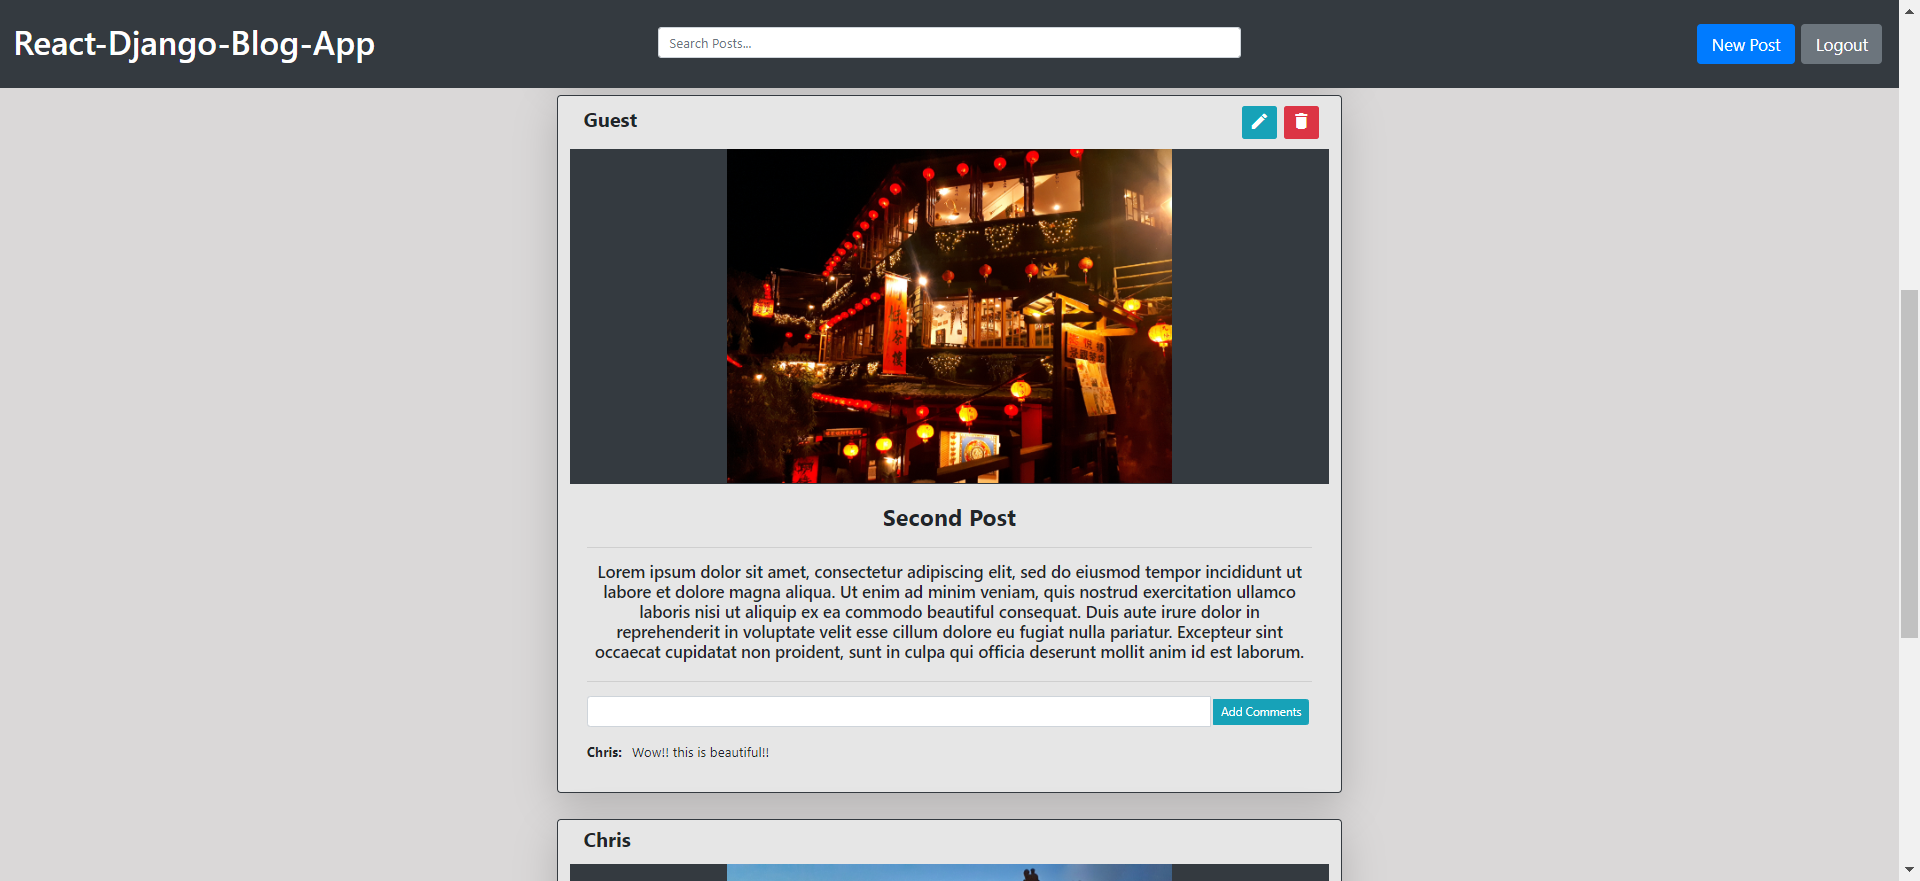 React-Django-Blog-App
Search Posts...
New Post
Logout
Guest
茶
樓
Second Post
Lorem ipsum dolor sit amet, consectetur adipiscing elit, sed do eiusmod tempor incididunt ut
labore et dolore magna aliqua. Ut enim ad minim veniam, quis nostrud exercitation ullamco
laboris nisi ut aliquip ex ea commodo beautiful consequat. Duis aute irure dolor in
reprehenderit in voluptate velit esse cillum dolore eu fugiat nulla pariatur. Excepteur sint
occaecat cupidatat non proident, sunt in culpa qui officia deserunt mollit anim id est laborum.
Add Comments
Chris: Wow!! this is beautiful!!
Chris